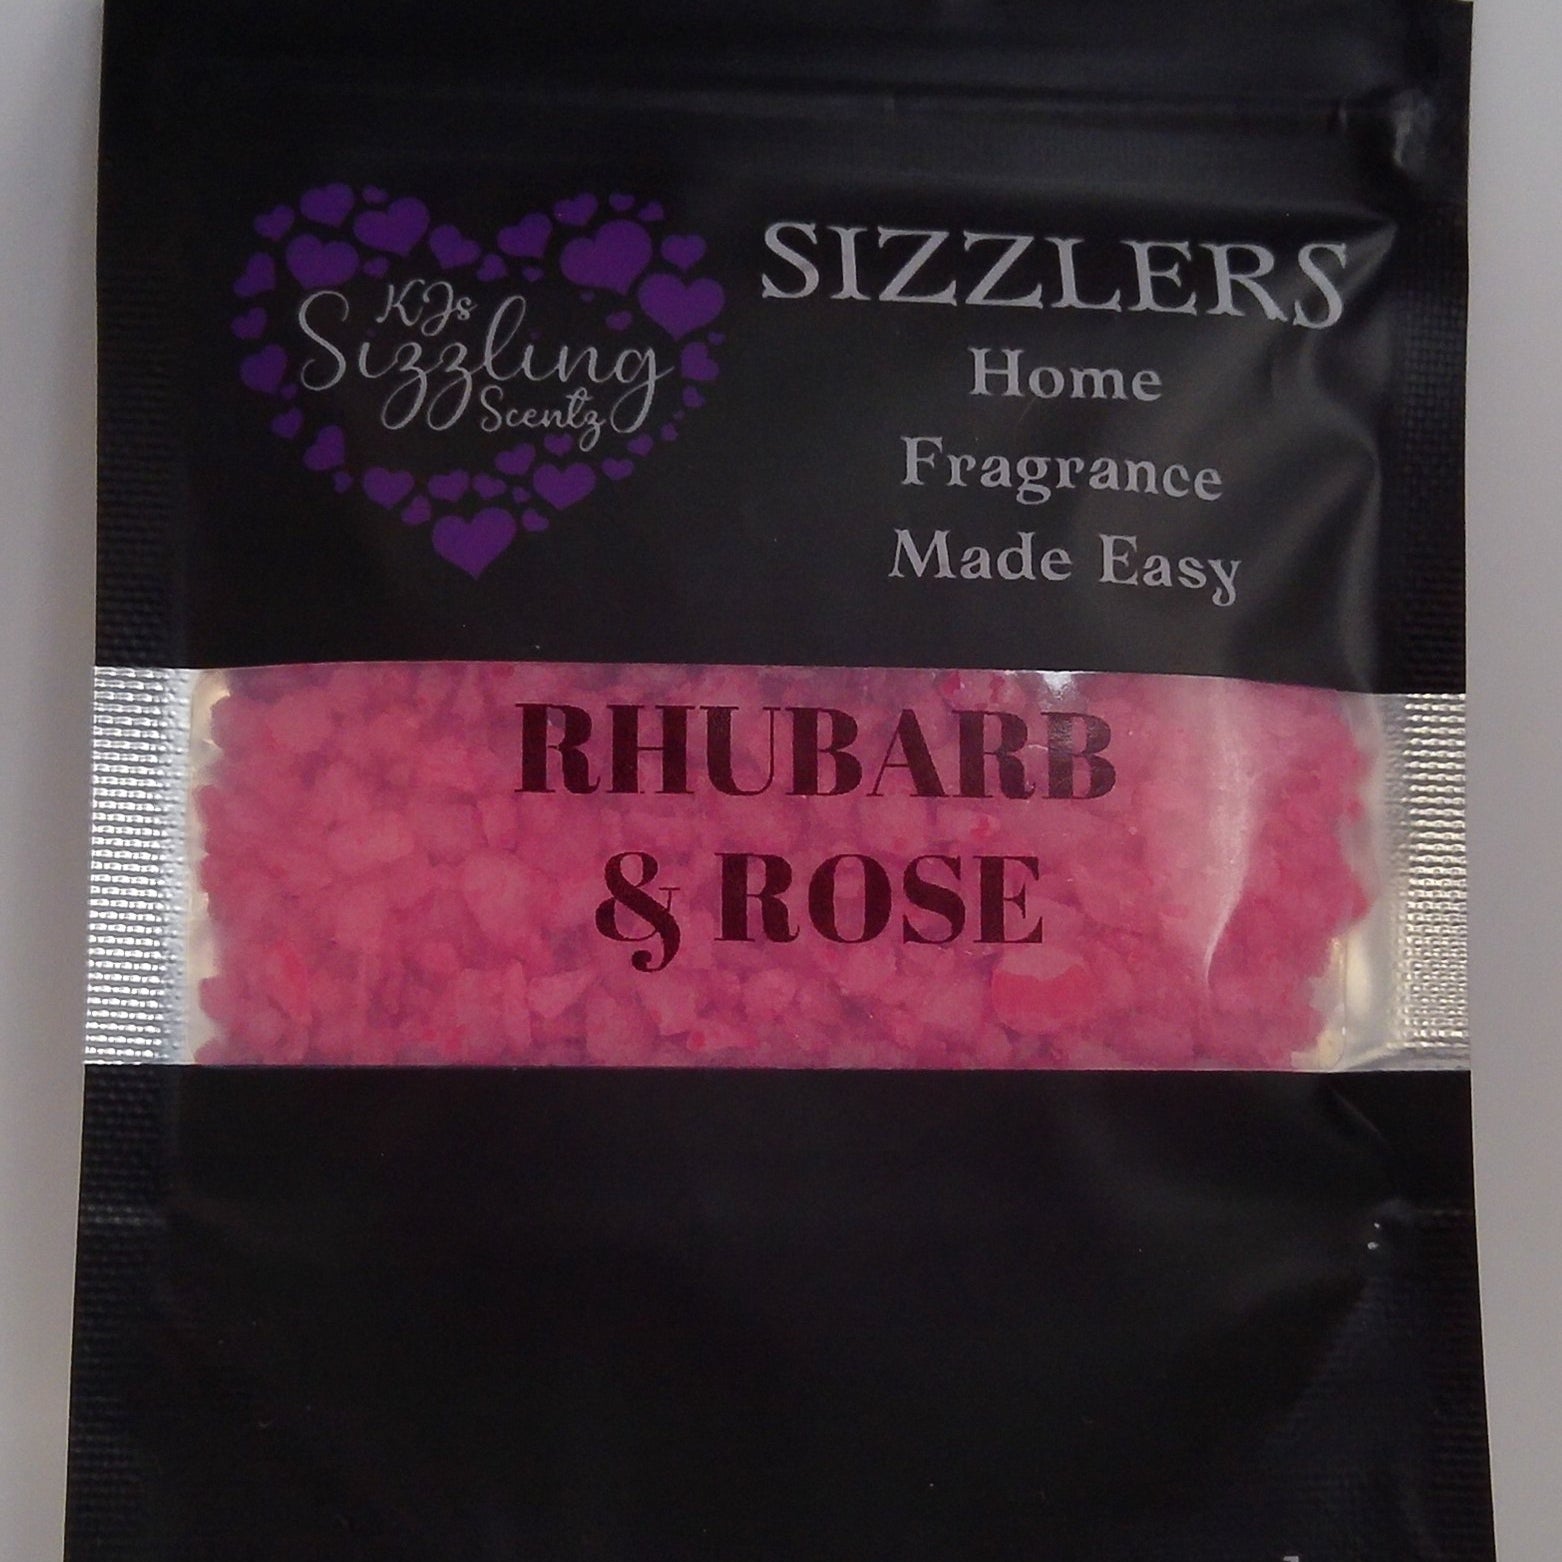 KJs
Sizzling
Scentz
SIZZLERS
Home
Fragrance
Made Easy
RHUBARB
& ROSE